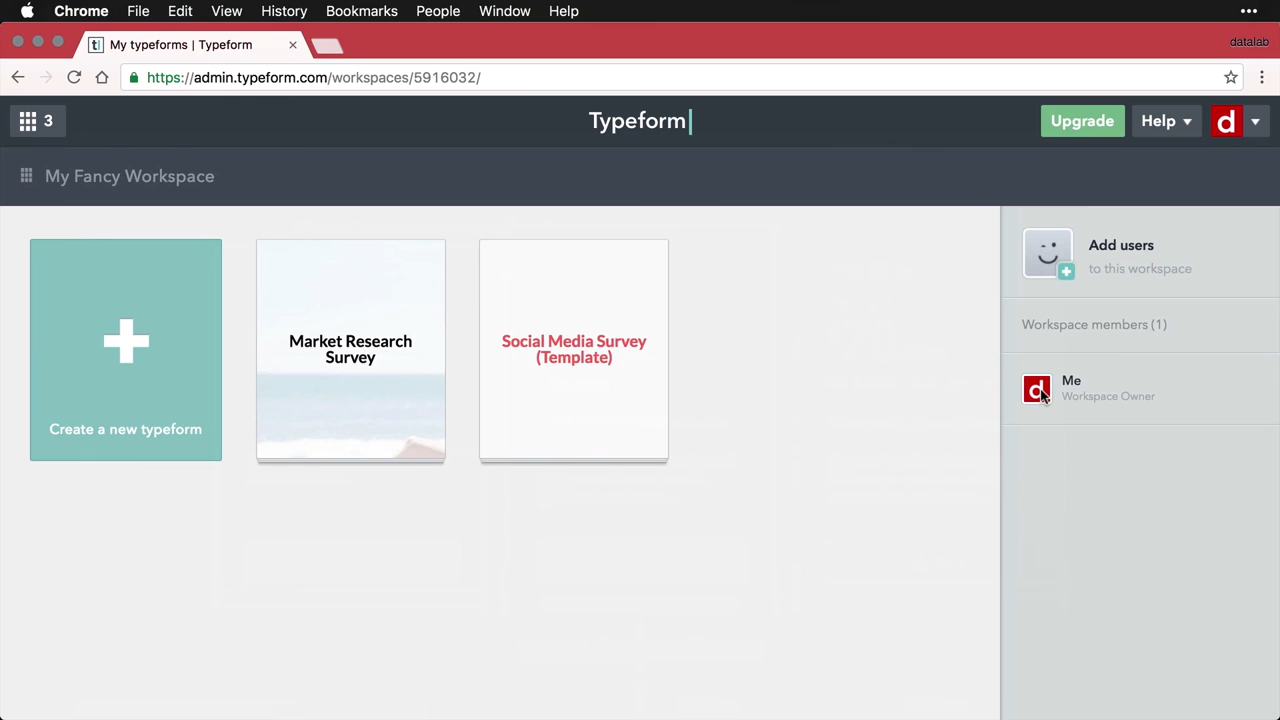 Chrome File Edit View History Bookmarks People Window Help
My typeforms | Typeform
datalab
https://admin.typeform.com/workspaces/5916032/
3
Typeform
Upgrade
Help
d
My Fancy Workspace
Create a new typeform
Market Research
Survey
Social Media Survey
(Template)
Add users
to this workspace
Workspace members (1)
d
Me
Workspace Owner